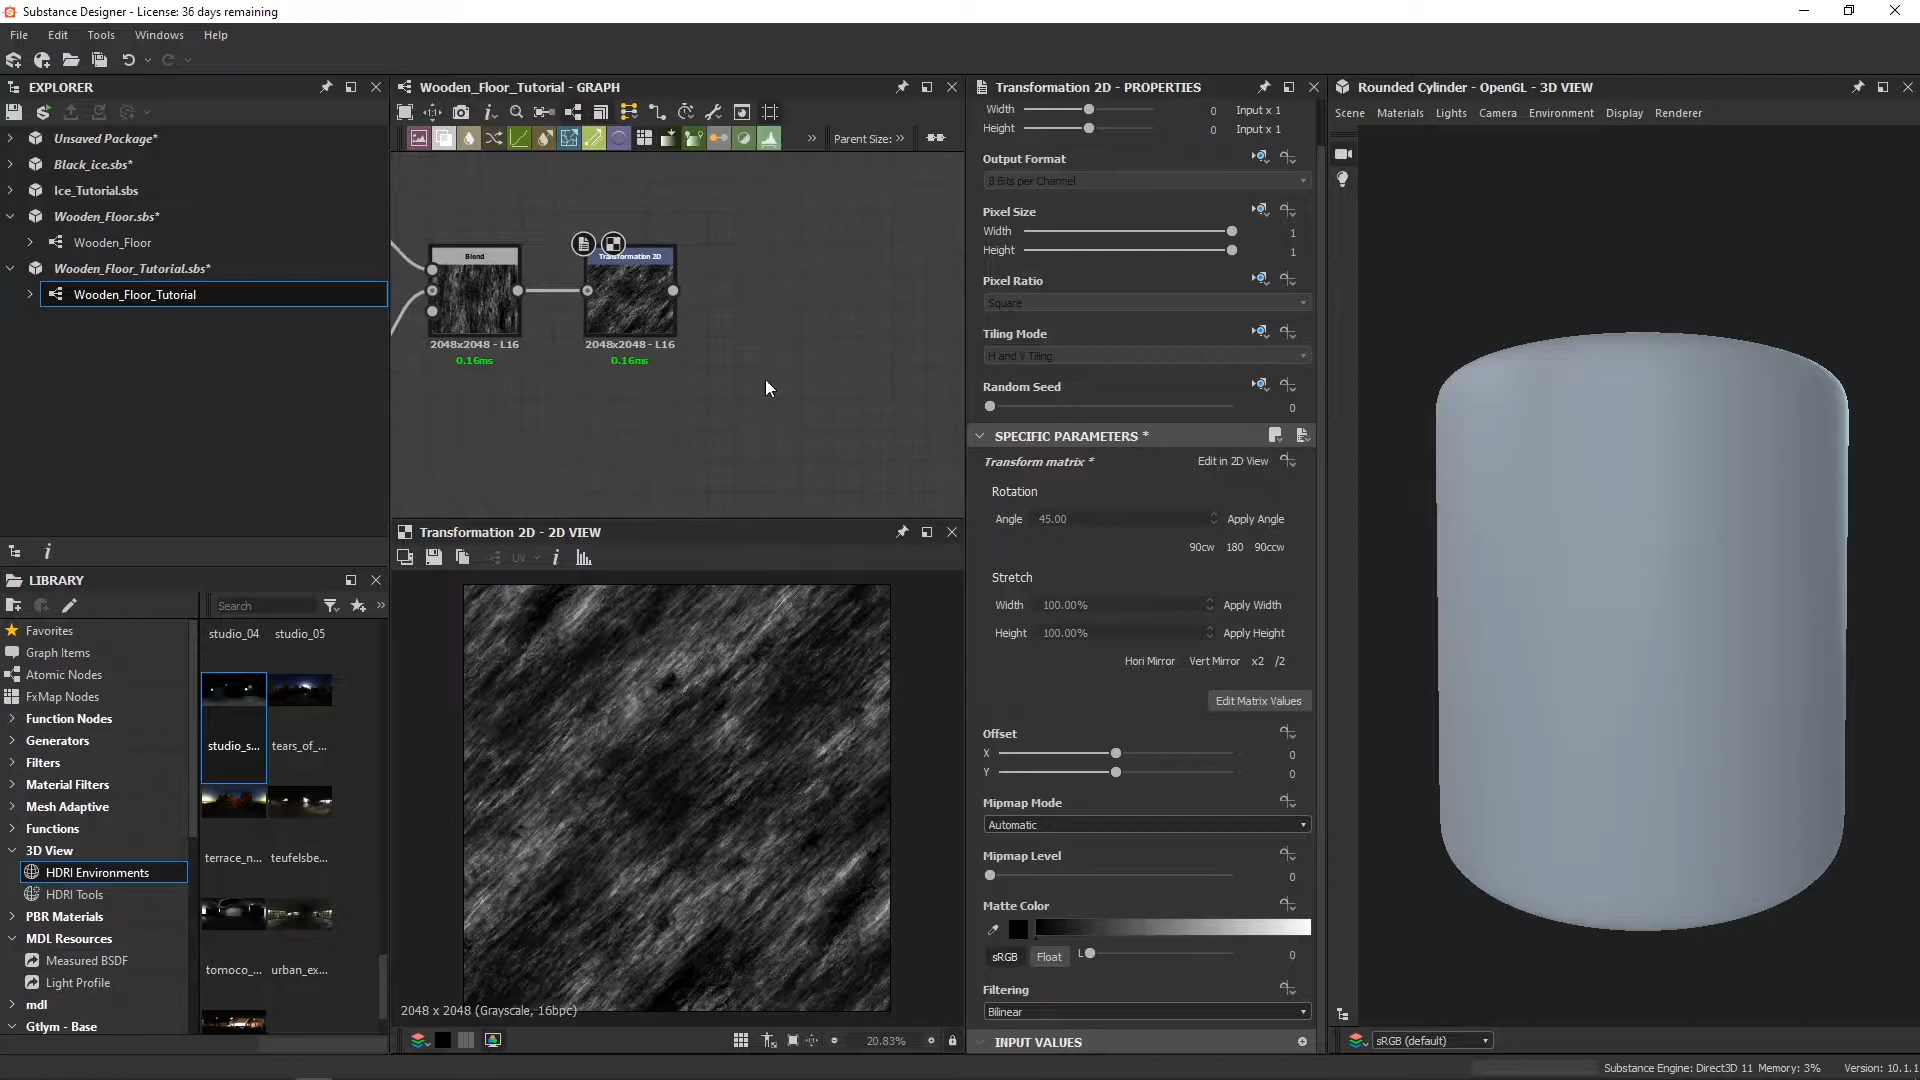 Substance Designer - License: 36 days remaining
File Edit Tools Windows Help
EXPLORER
Unsaved Package*
Black_ice.sbs*
Ice_Tutorial.sbs
Wooden_Floor.sbs*
Wooden_Floor
Wooden_Floor_Tutorial.sbs*
Wooden_Floor_Tutorial
LIBRARY
Search
Favorites
Graph Items
Atomic Nodes
FxMap Nodes
Function Nodes
Generators
Filters
Material Filters
Mesh Adaptive
Functions
3D View
HDRI Environments
HDRI Tools
PBR Materials
MDL Resources
Measured BSDF
Light Profile
mdl
Gtlym - Base
studio_04 studio_05
studio_s... tears_of_...
terrace_n... teufelsbe...
tomoco_... urban_ex...
Wooden_Floor_Tutorial - GRAPH
Parent Size:
Blend
2048x2048 - L16
0.16ms
Transformation 2D
2048x2048 - L16
0.16ms
Transformation 2D - 2D VIEW
UV
2048 x 2048 (Grayscale, 16bpc)
20.83%
Transformation 2D - PROPERTIES
Width 0 Input x 1
Height 0 Input x 1
Output Format
8 Bits per Channel
Pixel Size
Width 1
Height 1
Pixel Ratio
Square
Tiling Mode
H and V Tiling
Random Seed
0
SPECIFIC PARAMETERS *
Transform matrix * Edit in 2D View
Rotation
Angle 45.00 Apply Angle
90cw 180 90ccw
Stretch
Width 100.00% Apply Width
Height 100.00% Apply Height
Hori Mirror Vert Mirror x2 /2
Edit Matrix Values
Offset
X 0
Y 0
Mipmap Mode
Automatic
Mipmap Level
0
Matte Color
sRGB Float L 0
Filtering
Bilinear
INPUT VALUES
Rounded Cylinder - OpenGL - 3D VIEW
Scene Materials Lights Camera Environment Display Renderer
sRGB (default)
Substance Engine: Direct3D 11 Memory: 3% Version: 10.1.1